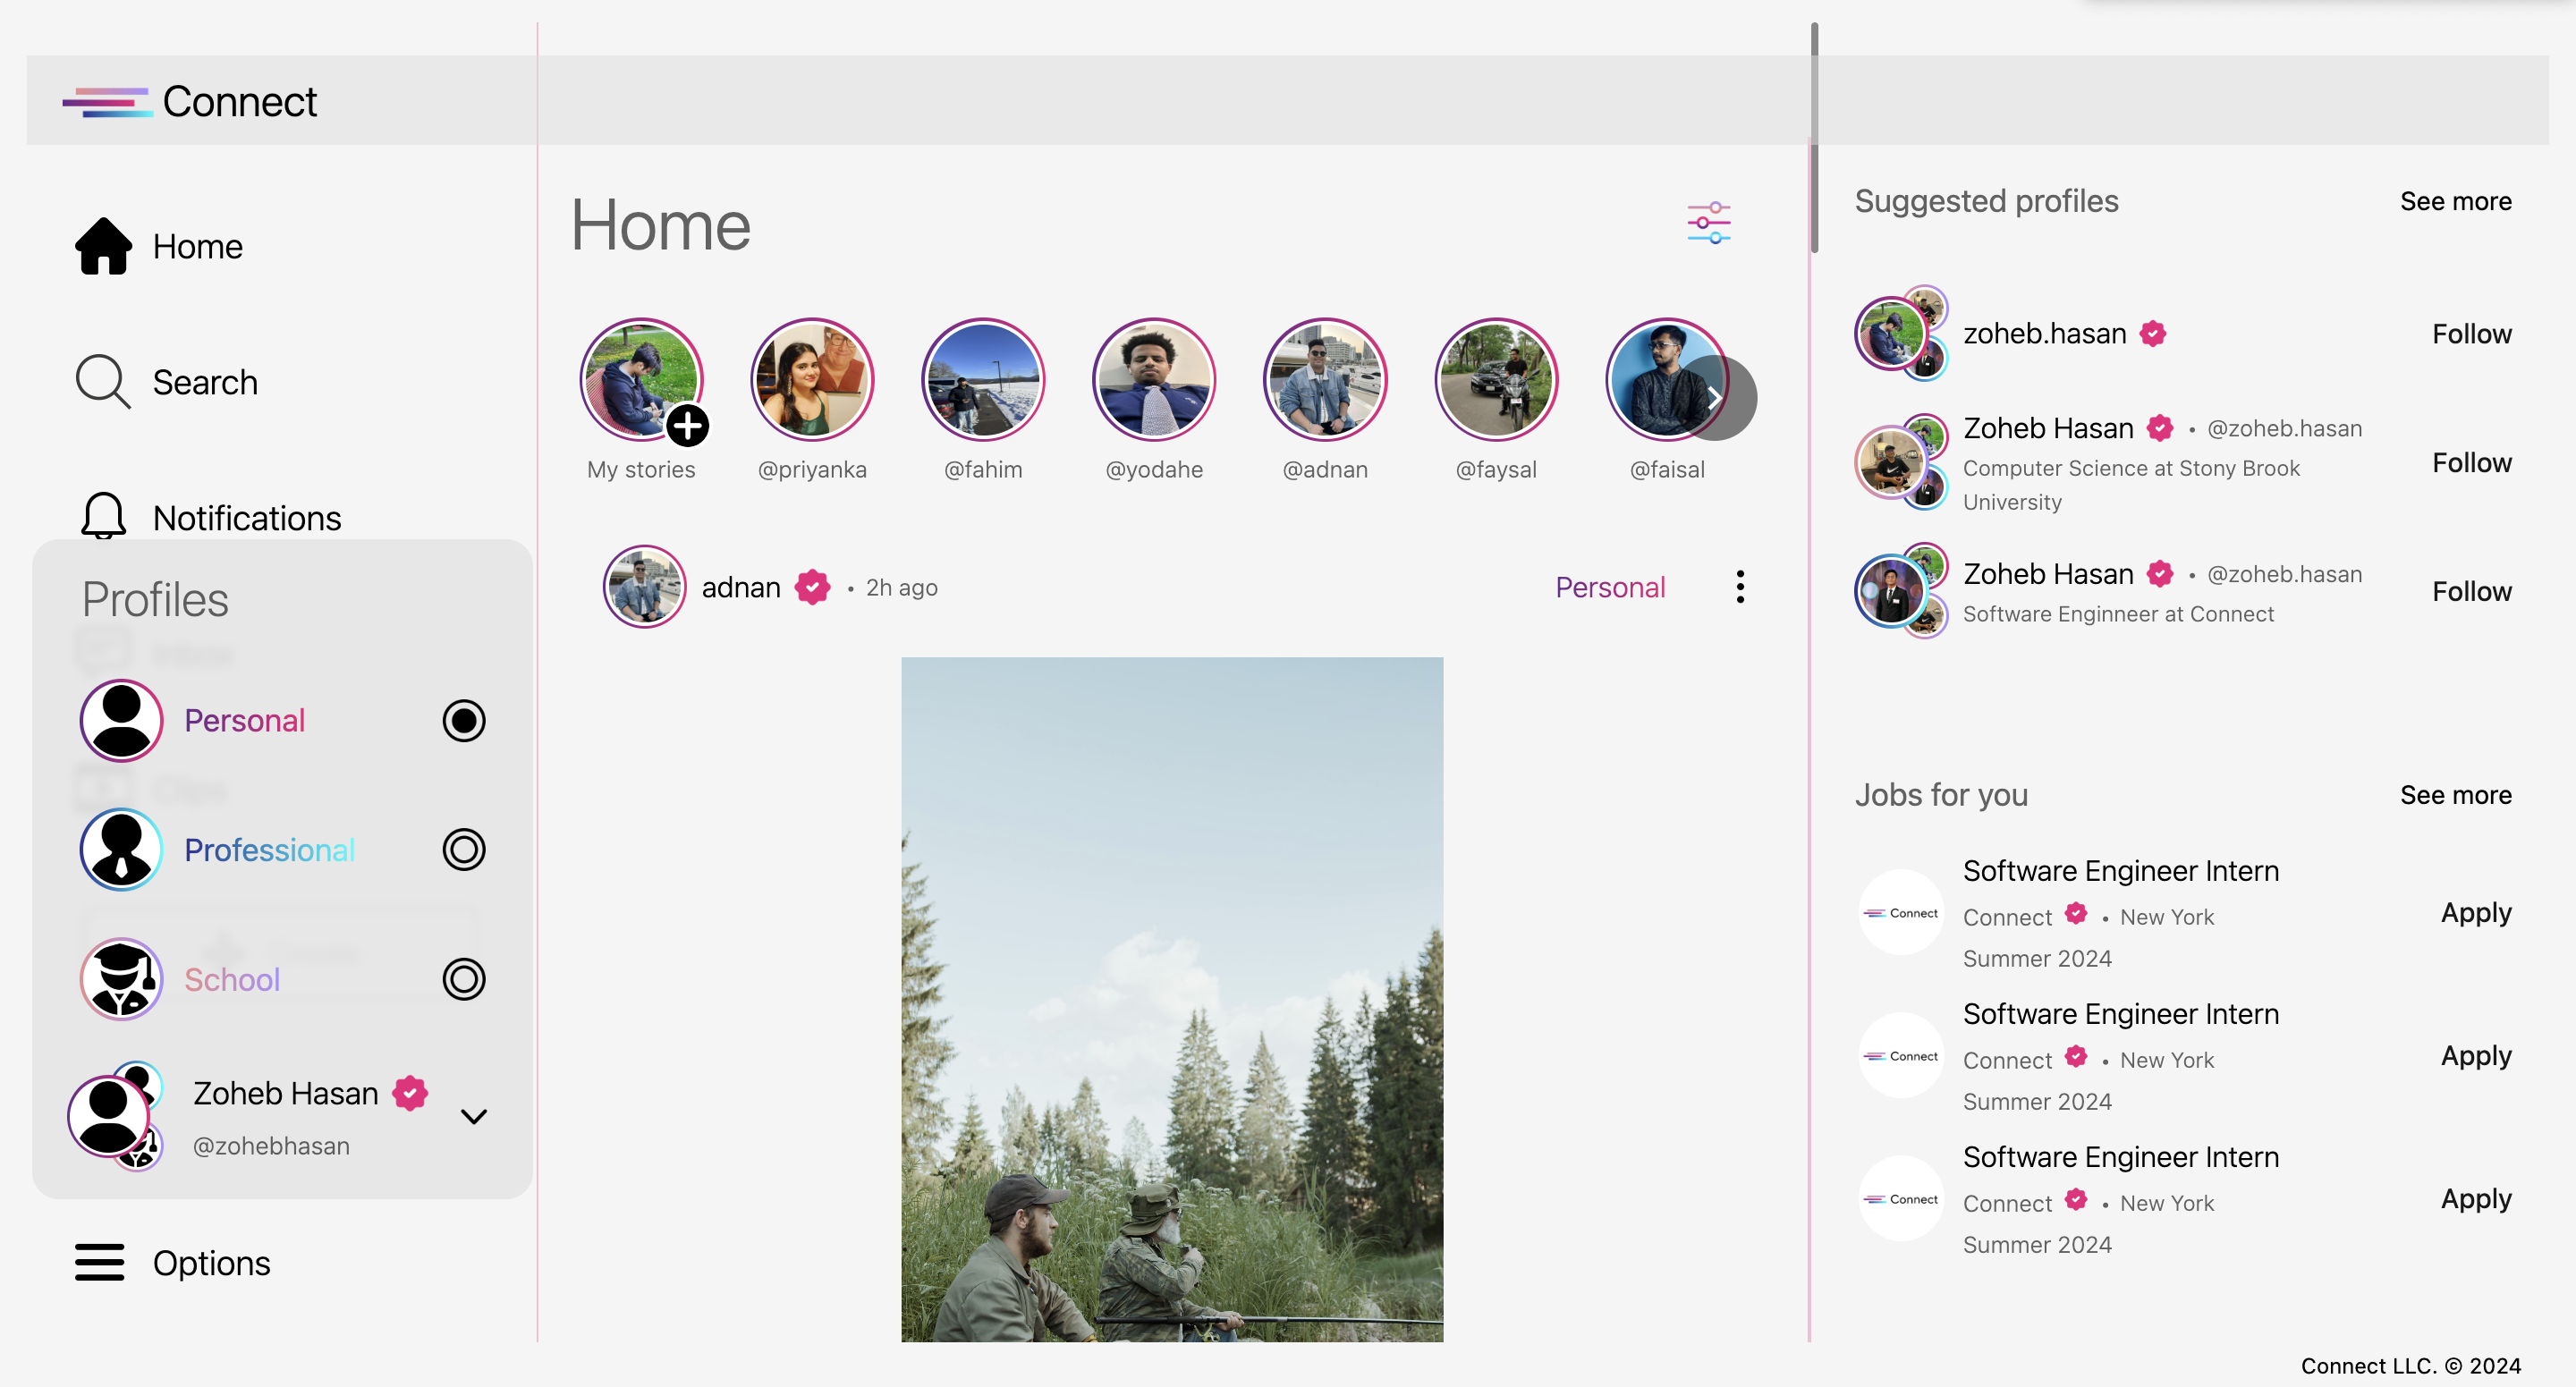 Connect
Home
Search
Notifications
Profiles
Inbox
Personal
Clips
Professional
Create
School
Zoheb Hasan
@zohebhasan
Options
Home
My stories
@priyanka
@fahim
@yodahe
@adnan
@faysal
@faisal
adnan • 2h ago
Personal
Suggested profiles
See more
zoheb.hasan
Follow
Zoheb Hasan • @zoheb.hasan
Computer Science at Stony Brook
University
Follow
Zoheb Hasan • @zoheb.hasan
Software Enginneer at Connect
Follow
Jobs for you
See more
Connect
Software Engineer Intern
Connect • New York
Summer 2024
Apply
Connect
Software Engineer Intern
Connect • New York
Summer 2024
Apply
Connect
Software Engineer Intern
Connect • New York
Summer 2024
Apply
Connect LLC. © 2024